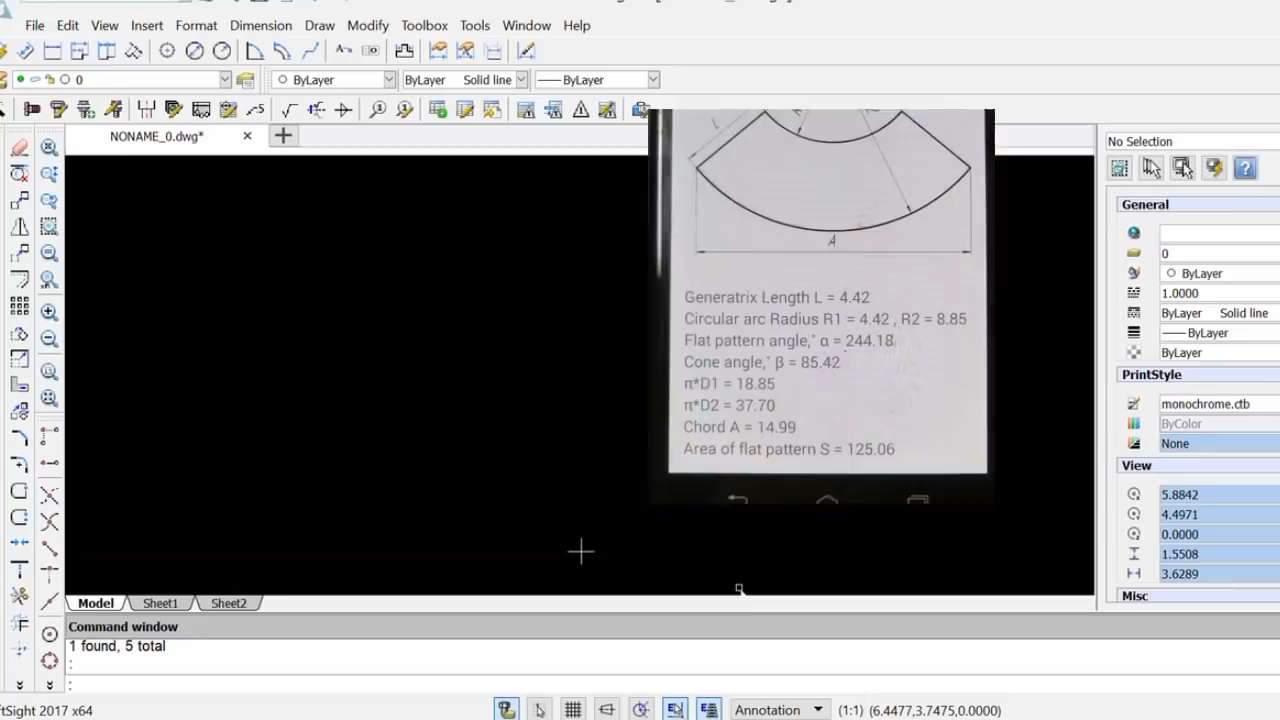 File Edit View Insert Format Dimension Draw Modify Toolbox Tools Window Help
0 ByLayer ByLayer Solid line ByLayer
NONAME_0.dwg*
No Selection
General
0
ByLayer
1.0000
ByLayer Solid line
ByLayer
ByLayer
PrintStyle
monochrome.ctb
ByColor
None
View
5.8842
4.4971
0.0000
1.5508
3.6289
Misc
L
A
Generatrix Length L = 4.42
Circular arc Radius R1 = 4.42 , R2 = 8.85
Flat pattern angle,° α = 244.18
Cone angle,° β = 85.42
π*D1 = 18.85
π*D2 = 37.70
Chord A = 14.99
Area of flat pattern S = 125.06
Model Sheet1 Sheet2
Command window
1 found, 5 total
:
:
ftSight 2017 x64
Annotation (1:1) (6.4477,3.7475,0.0000)